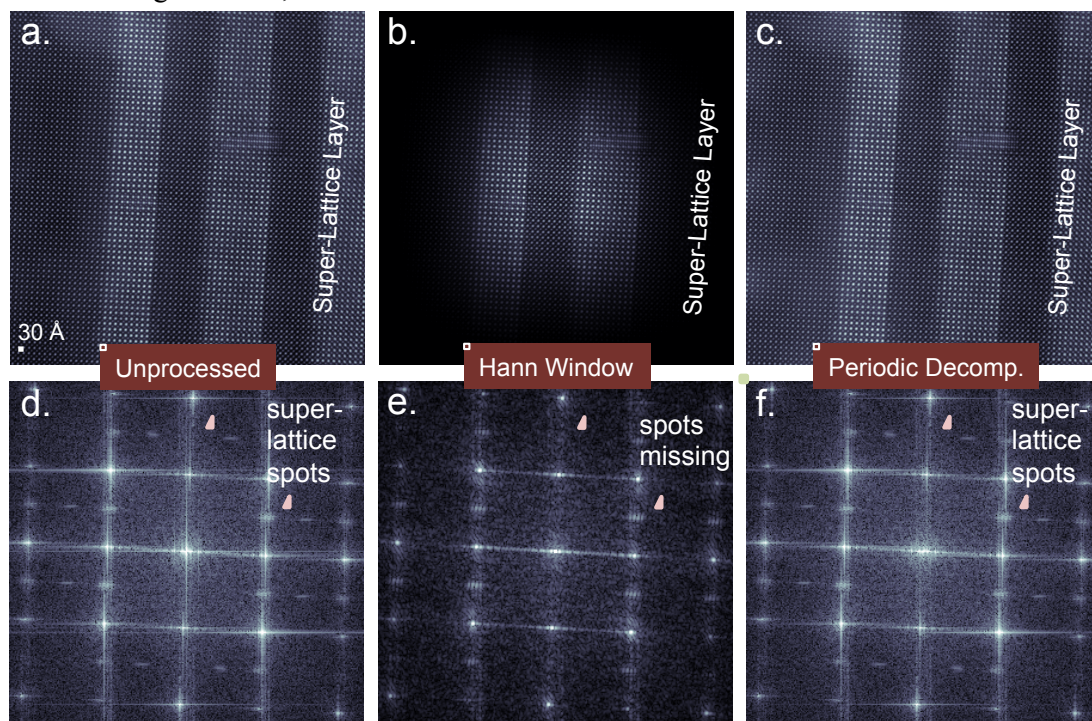 a.
b.
c.
Super-Lattice Layer
Super-Lattice Layer
Super-Lattice Layer
30 Å
Unprocessed
Hann Window
Periodic Decomp.
d.
super-
lattice
spots
e.
spots
missing
f.
super-
lattice
spots